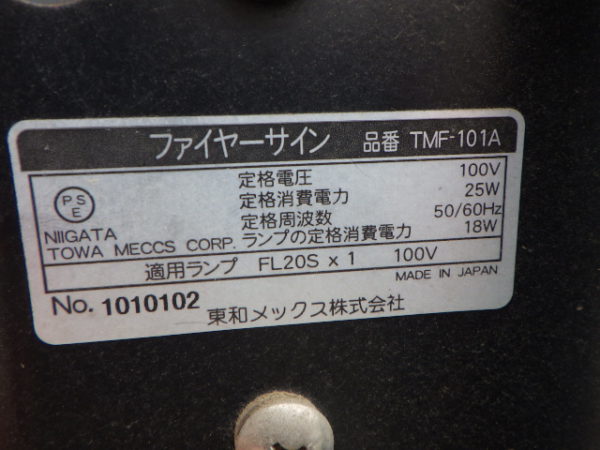 ファイヤーサイン 品番 TMF-101A
定格電圧 100V
定格消費電力 25W
定格周波数 50/60Hz
ランプの定格消費電力 18W
PS
E
NIIGATA
TOWA MECCS CORP.
適用ランプ FL20S x 1 100V
MADE IN JAPAN
No. 1010102 東和メックス株式会社